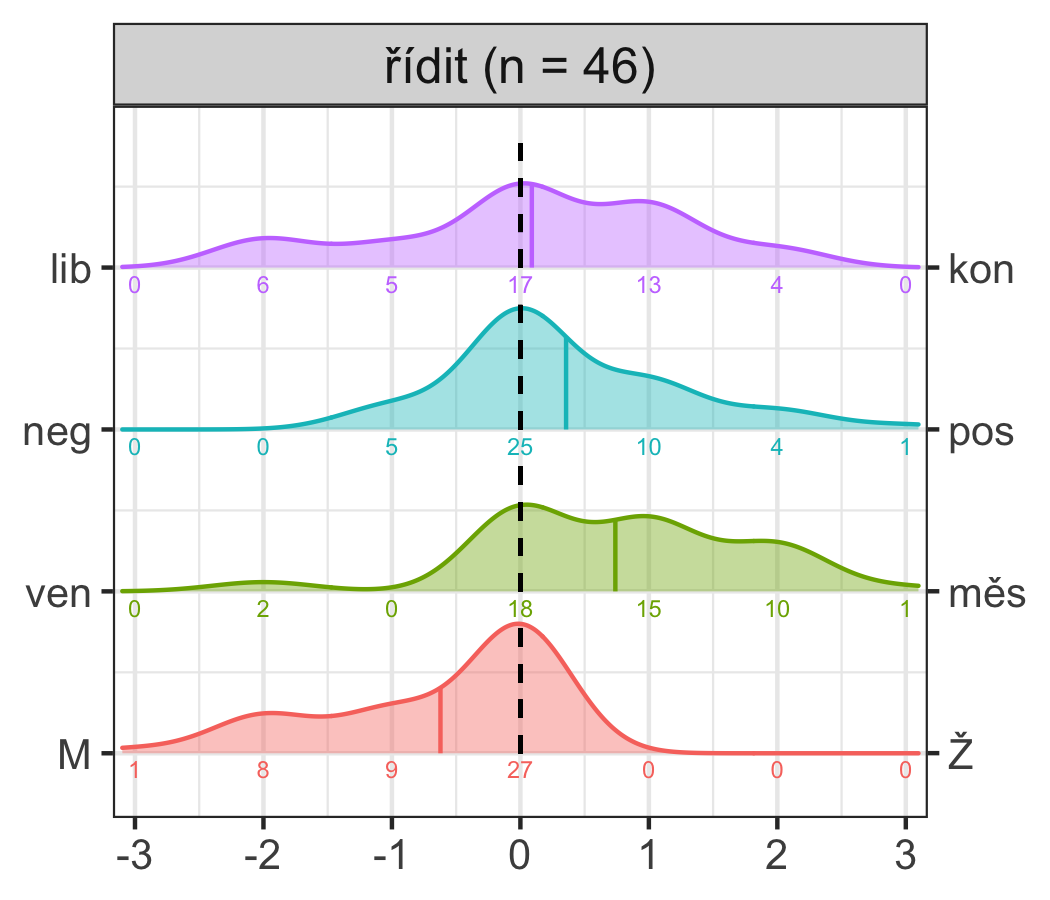 řídit (n = 46)
lib kon
0 6 5 17 13 4 0
neg pos
0 0 5 25 10 4 1
ven měs
0 2 0 18 15 10 1
M Ž
1 8 9 27 0 0 0
-3 -2 -1 0 1 2 3